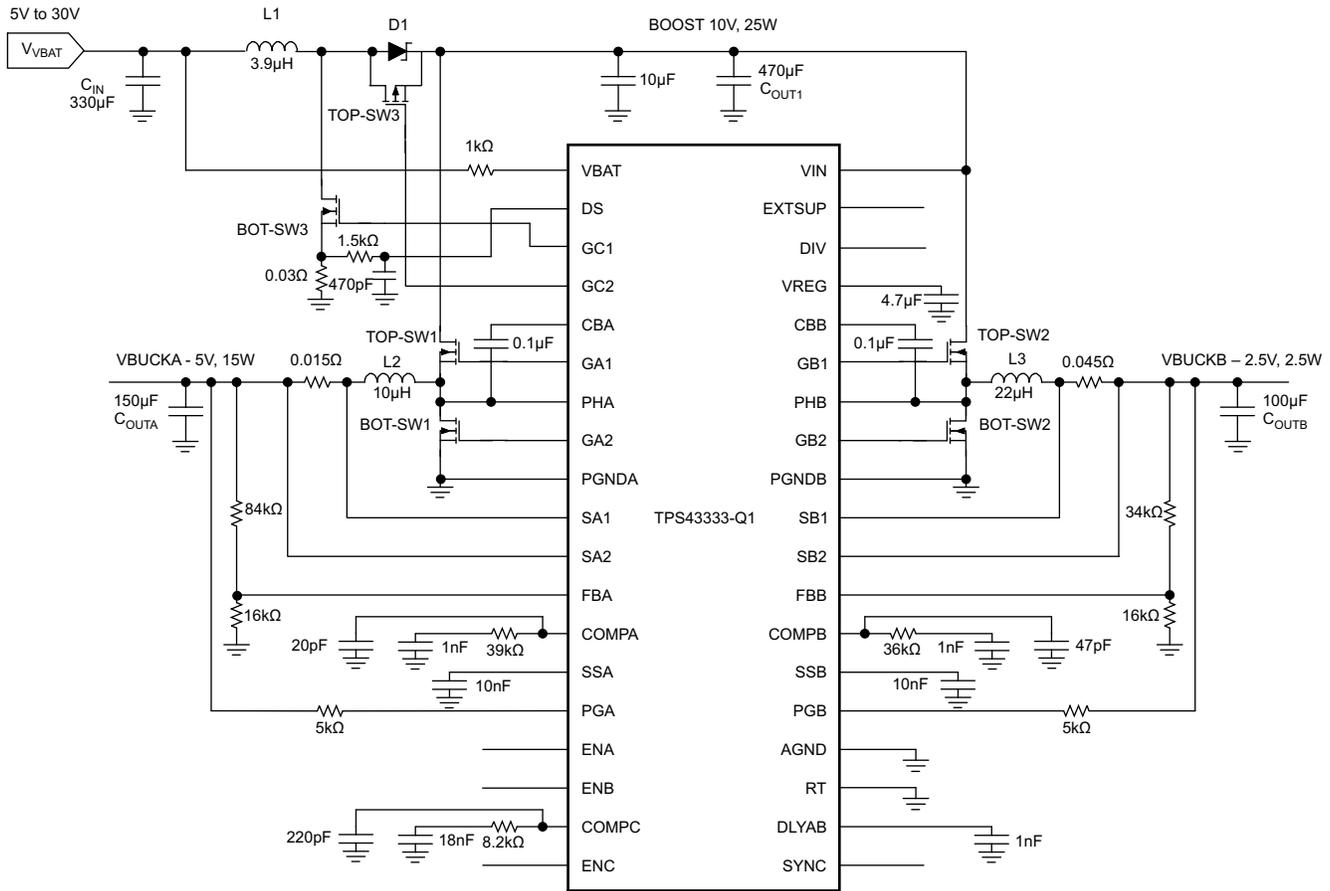 5V to 30V
L1
D1
BOOST 10V, 25W
VVBAT
3.9µH
CIN
330µF
10µF
470µF
COUT1
TOP-SW3
1kΩ
VBAT
VIN
DS
EXTSUP
BOT-SW3
1.5kΩ
GC1
DIV
0.03Ω
470pF
GC2
VREG
4.7µF
CBA
CBB
TOP-SW1
0.1µF
0.1µF
TOP-SW2
VBUCKA - 5V, 15W
0.015Ω
L2
GA1
GB1
L3
0.045Ω
VBUCKB – 2.5V, 2.5W
10µH
22µH
150µF
COUTA
PHA
PHB
100µF
COUTB
BOT-SW1
BOT-SW2
GA2
GB2
PGNDA
PGNDB
84kΩ
SA1
TPS43333-Q1
SB1
34kΩ
SA2
SB2
FBA
FBB
16kΩ
16kΩ
COMPA
COMPB
20pF
1nF
39kΩ
36kΩ
1nF
47pF
SSA
SSB
10nF
10nF
PGA
PGB
5kΩ
5kΩ
ENA
AGND
ENB
RT
COMPC
DLYAB
220pF
18nF
8.2kΩ
1nF
ENC
SYNC